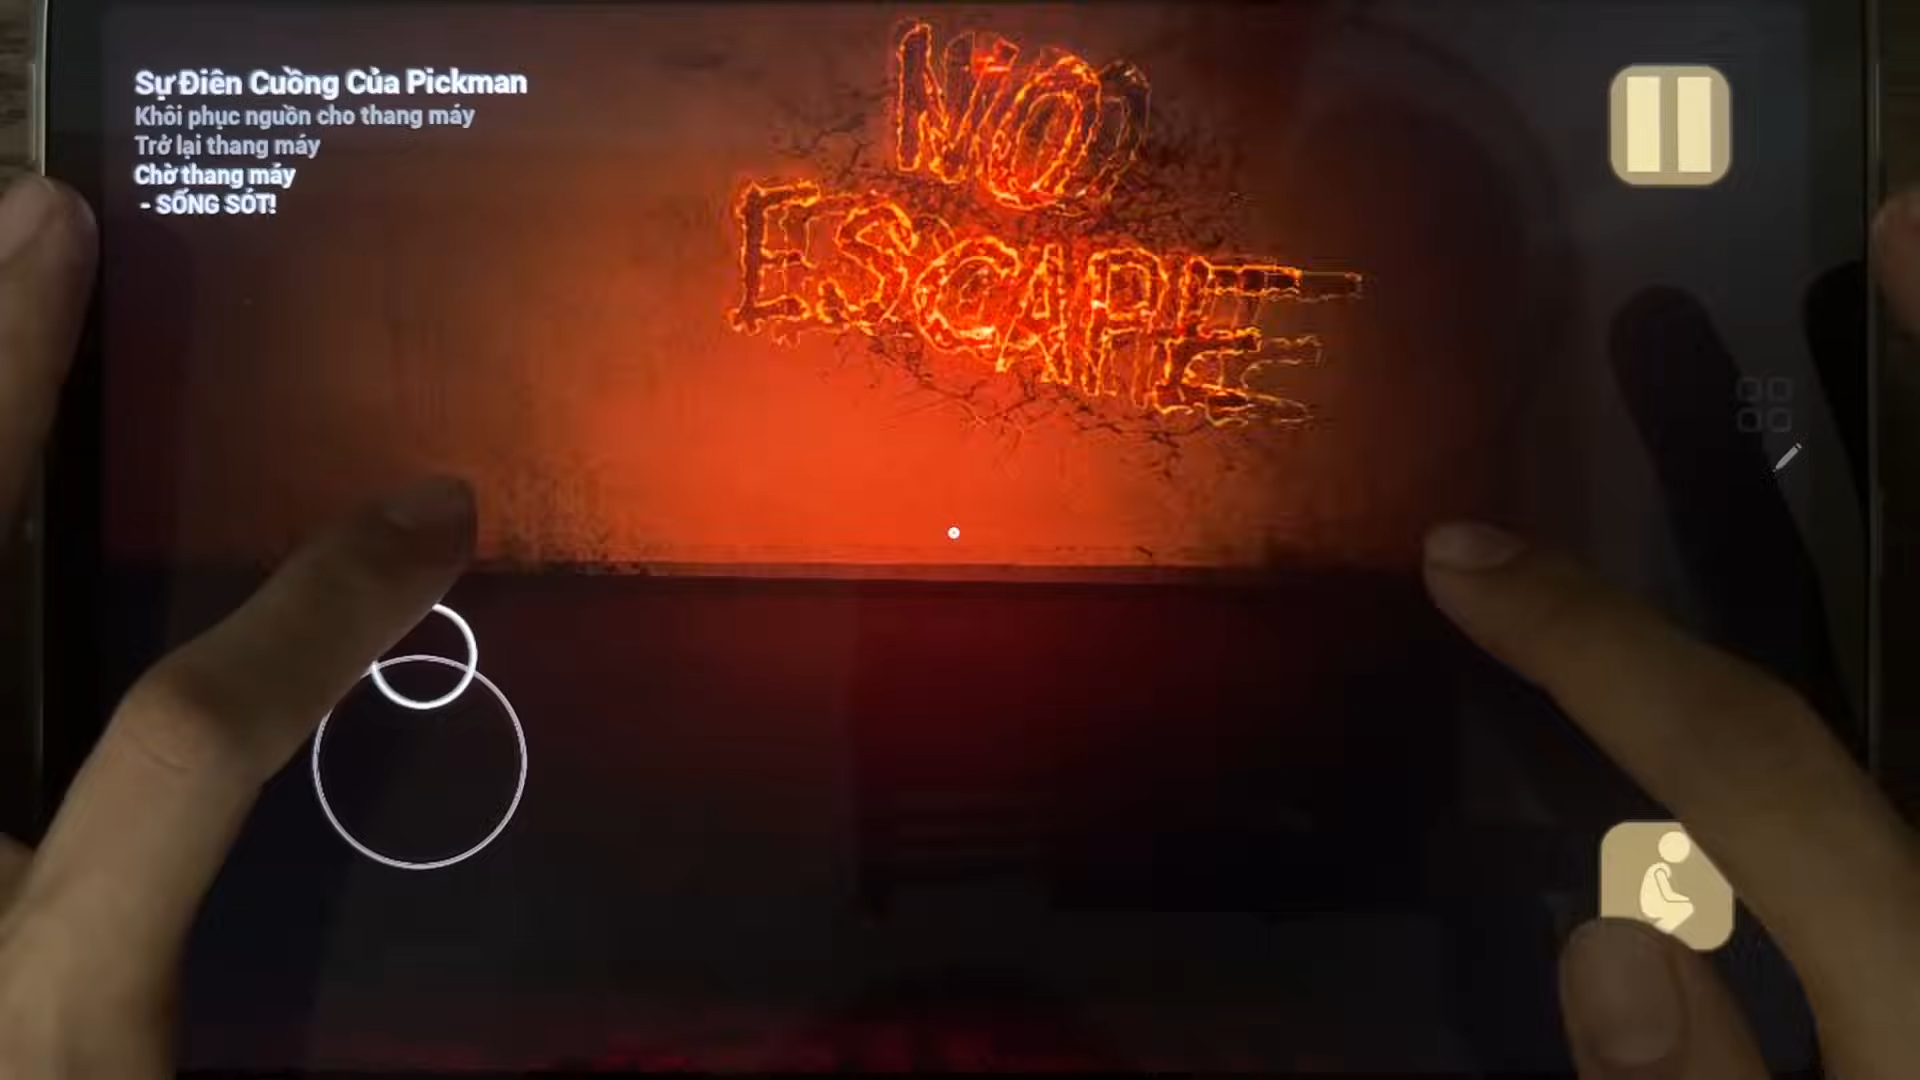 Sự Điên Cuồng Của Pickman
Khôi phục nguồn cho thang máy
Trở lại thang máy
Chờ thang máy
- SỐNG SÓT!
NO
ESCAPE